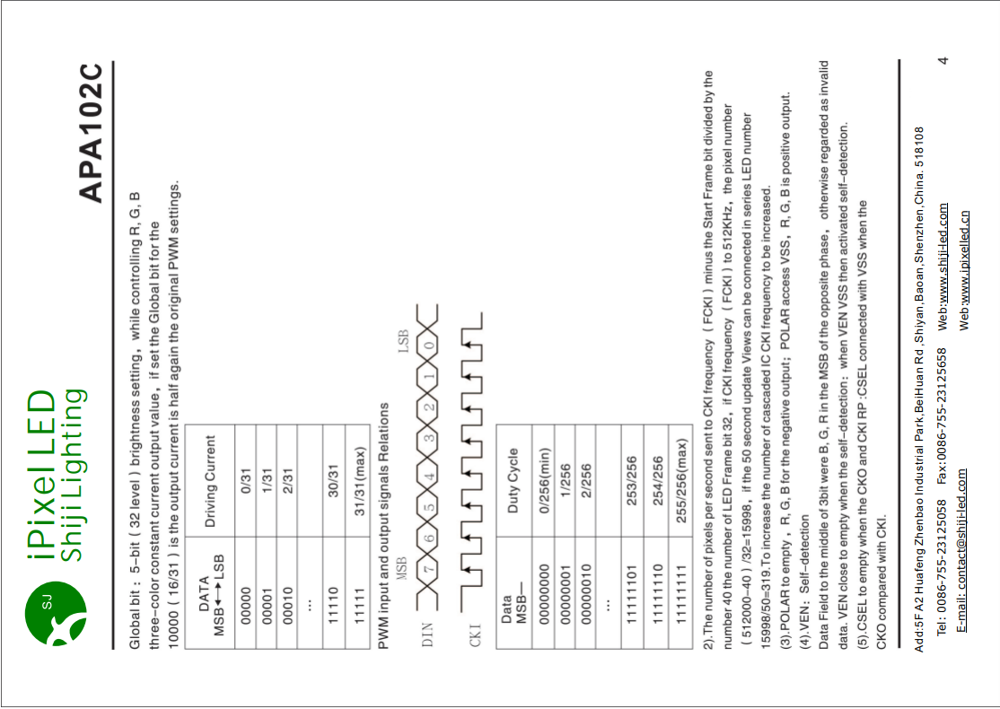 SJ
iPixel LED
Shiji Lighting
APA102C
Global bit : 5-bit ( 32 level ) brightness setting, while controlling R, G, B
three-color constant current output value, if set the Global bit for the
10000 ( 16/31 ) is the output current is half again the original PWM settings.
DATA MSB↔LSB Driving Current
00000 0/31
00001 1/31
00010 2/31
...
11110 30/31
11111 31/31(max)
PWM input and output signals Relations
MSB LSB
DIN 7 6 5 4 3 2 1 0
CKI
Data MSB— Duty Cycle
00000000 0/256(min)
00000001 1/256
00000010 2/256
...
11111101 253/256
11111110 254/256
11111111 255/256(max)
2).The number of pixels per second sent to CKI frequency ( FCKI ) minus the Start Frame bit divided by the
number 40 the number of LED Frame bit 32, if CKI frequency ( FCKI ) to 512KHz, the pixel number
( 512000-40 ) /32=15998, if the 50 second update Views can be connected in series LED number
15998/50=319.To increase the number of cascaded IC CKI frequency to be increased.
(3).POLAR to empty , R, G, B for the negative output; POLAR access VSS, R, G, B is positive output.
(4).VEN: Self-detection
Data Field to the middle of 3bit were B, G, R in the MSB of the opposite phase, otherwise regarded as invalid
data. VEN close to empty when the self-detection; when VEN VSS then activated self-detection.
(5).CSEL to empty when the CKO and CKI RP :CSEL connected with VSS when the
CKO compared with CKI.
Add:5F A2 Huafeng Zhenbao Industrial Park,BeiHuan Rd ,Shiyan,Baoan,Shenzhen,China. 518108
4
Tel: 0086-755-23125058 Fax:0086-755-23125658 Web:www.shiji-led.com
E-mail: contact@shiji-led.com Web:www.ipixelled.cn